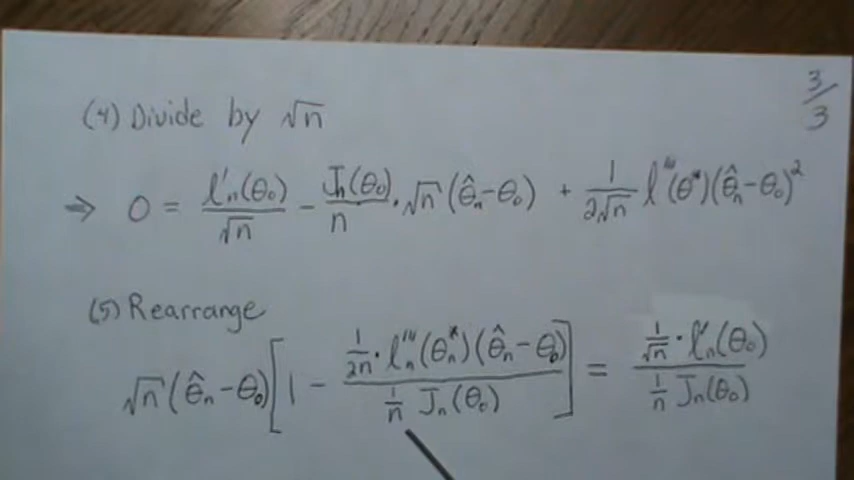 3/3
(4) Divide by √n
⇒ 0 = l'ₙ(θ₀)/√n − Jₙ(θ₀)/n · √n(θ̂ₙ−θ₀) + 1/(2√n) l'''(θ*)(θ̂ₙ−θ₀)²
(5) Rearrange
√n(θ̂ₙ−θ₀)[1 − (1/2n · l'''ₙ(θₙ*)(θ̂ₙ−θ₀))/(1/n Jₙ(θ₀))] = (1/√n · l'ₙ(θ₀))/(1/n Jₙ(θ₀))